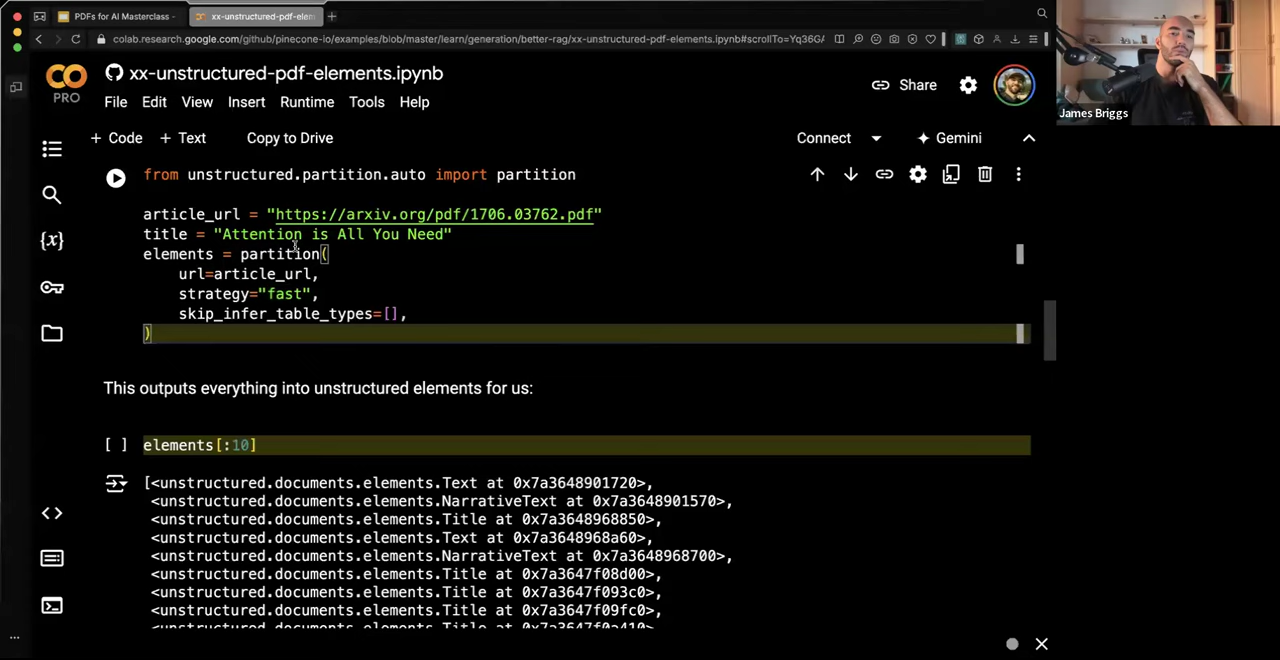 PDFs for AI Masterclass -
xx-unstructured-pdf-elem
colab.research.google.com/github/pinecone-io/examples/blob/master/learn/generation/better-rag/xx-unstructured-pdf-elements.ipynb#scrollTo=Yq36G
CO
PRO
xx-unstructured-pdf-elements.ipynb
Share
File Edit View Insert Runtime Tools Help
+ Code + Text Copy to Drive
Connect
Gemini
from unstructured.partition.auto import partition
article_url = "https://arxiv.org/pdf/1706.03762.pdf"
title = "Attention is All You Need"
elements = partition(
url=article_url,
strategy="fast",
skip_infer_table_types=[],
)
This outputs everything into unstructured elements for us:
[ ] elements[:10]
[<unstructured.documents.elements.Text at 0x7a3648901720>,
<unstructured.documents.elements.NarrativeText at 0x7a3648901570>,
<unstructured.documents.elements.Title at 0x7a3648968850>,
<unstructured.documents.elements.Text at 0x7a3648968a60>,
<unstructured.documents.elements.NarrativeText at 0x7a3648968700>,
<unstructured.documents.elements.Title at 0x7a3647f08d00>,
<unstructured.documents.elements.Title at 0x7a3647f093c0>,
<unstructured.documents.elements.Title at 0x7a3647f09fc0>,
<unstructured.documents.elements.Title at 0x7a3647f0a410>,
James Briggs